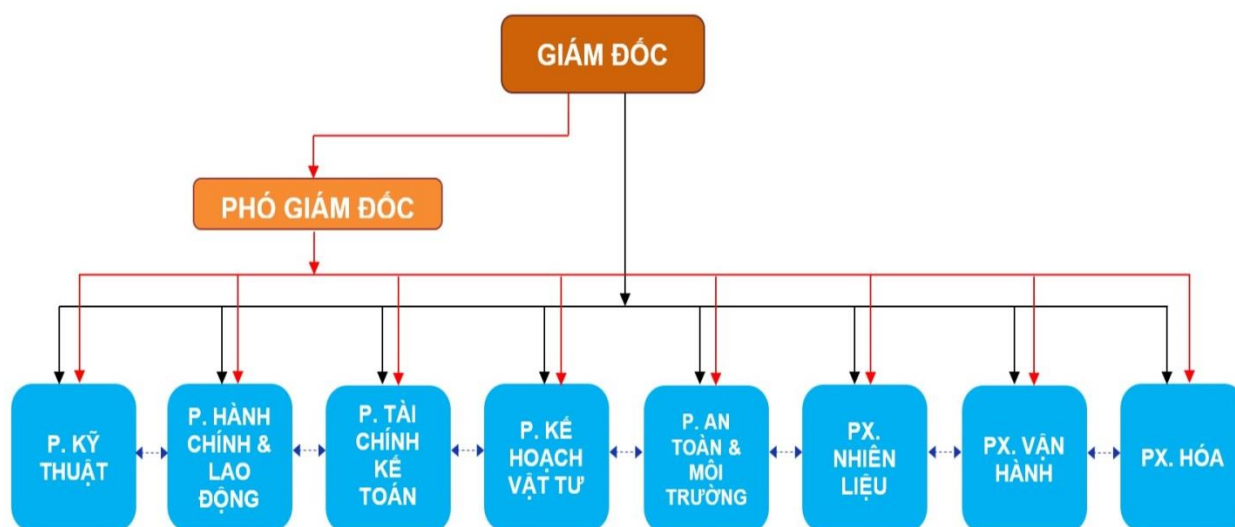 GIÁM ĐỐC
PHÓ GIÁM ĐỐC
P. KỸ
THUẬT
P. HÀNH
CHÍNH &
LAO
ĐỘNG
P. TÀI
CHÍNH
KẾ
TOÁN
P. KẾ
HOẠCH
VẬT TƯ
P. AN
TOÀN &
MÔI
TRƯỜNG
PX.
NHIÊN
LIỆU
PX. VẬN
HÀNH
PX. HÓA